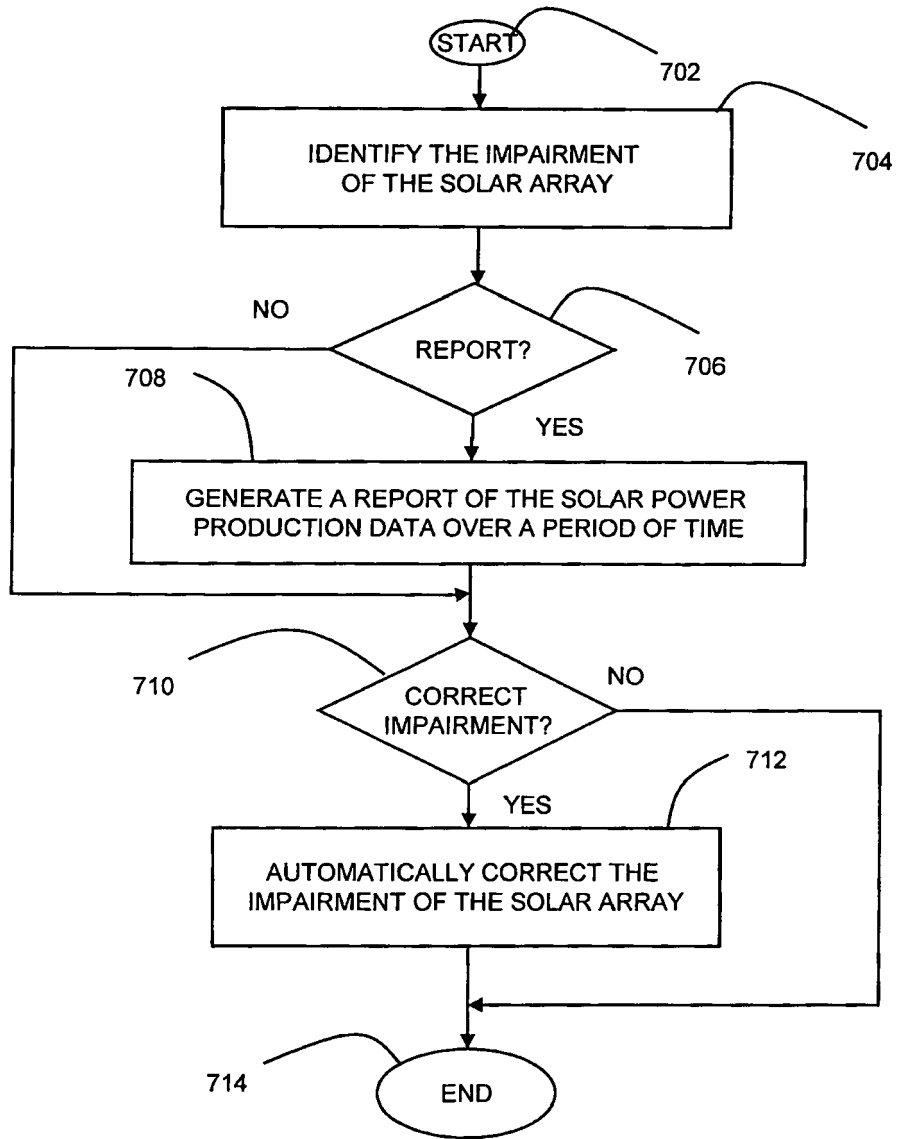 START
702
704
IDENTIFY THE IMPAIRMENT
OF THE SOLAR ARRAY
NO
REPORT?
706
708
YES
GENERATE A REPORT OF THE SOLAR POWER
PRODUCTION DATA OVER A PERIOD OF TIME
710
NO
CORRECT
IMPAIRMENT?
712
YES
AUTOMATICALLY CORRECT THE
IMPAIRMENT OF THE SOLAR ARRAY
714
END